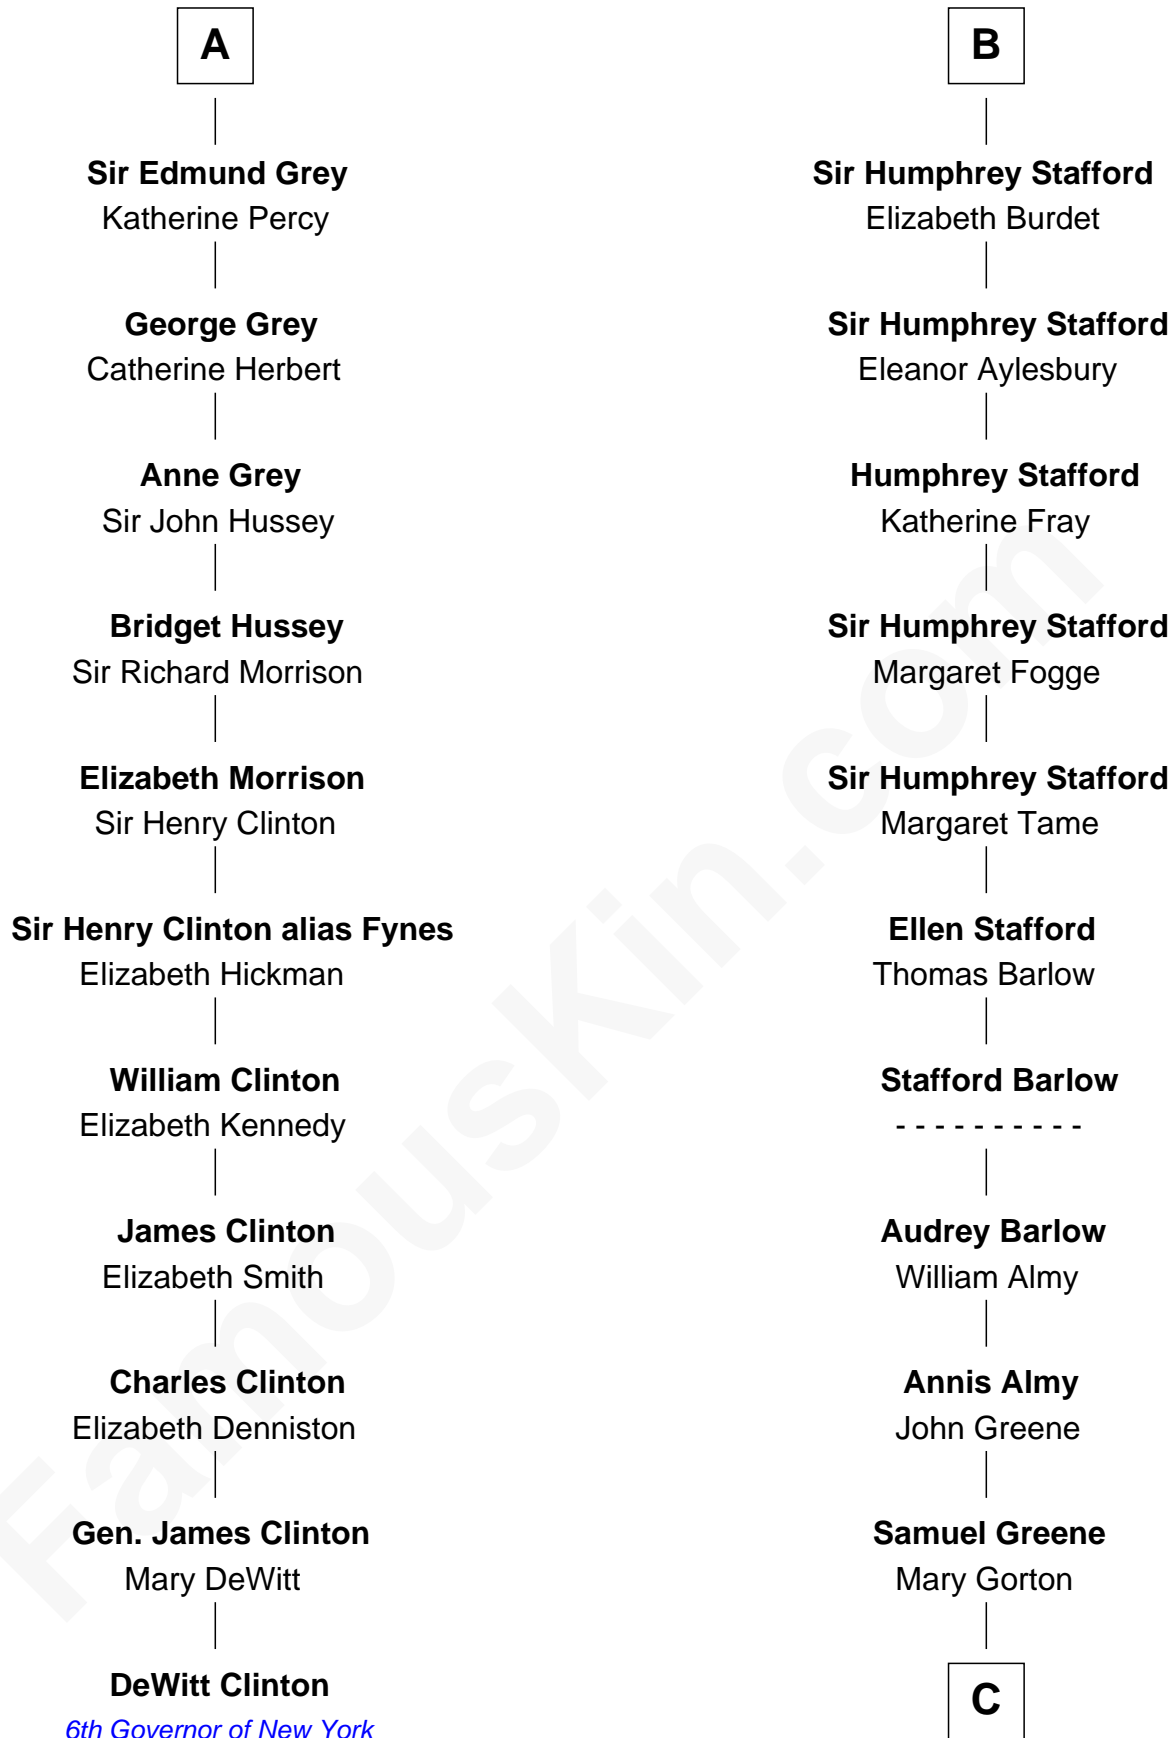 A
Sir Edmund Grey
Katherine Percy
George Grey
Catherine Herbert
Anne Grey
Sir John Hussey
Bridget Hussey
Sir Richard Morrison
Elizabeth Morrison
Sir Henry Clinton
Sir Henry Clinton alias Fynes
Elizabeth Hickman
William Clinton
Elizabeth Kennedy
James Clinton
Elizabeth Smith
Charles Clinton
Elizabeth Denniston
Gen. James Clinton
Mary DeWitt
DeWitt Clinton
6th Governor of New York
B
Sir Humphrey Stafford
Elizabeth Burdet
Sir Humphrey Stafford
Eleanor Aylesbury
Humphrey Stafford
Katherine Fray
Sir Humphrey Stafford
Margaret Fogge
Sir Humphrey Stafford
Margaret Tame
Ellen Stafford
Thomas Barlow
Stafford Barlow
- - - - - - - - - -
Audrey Barlow
William Almy
Annis Almy
John Greene
Samuel Greene
Mary Gorton
C
FamousKin.com